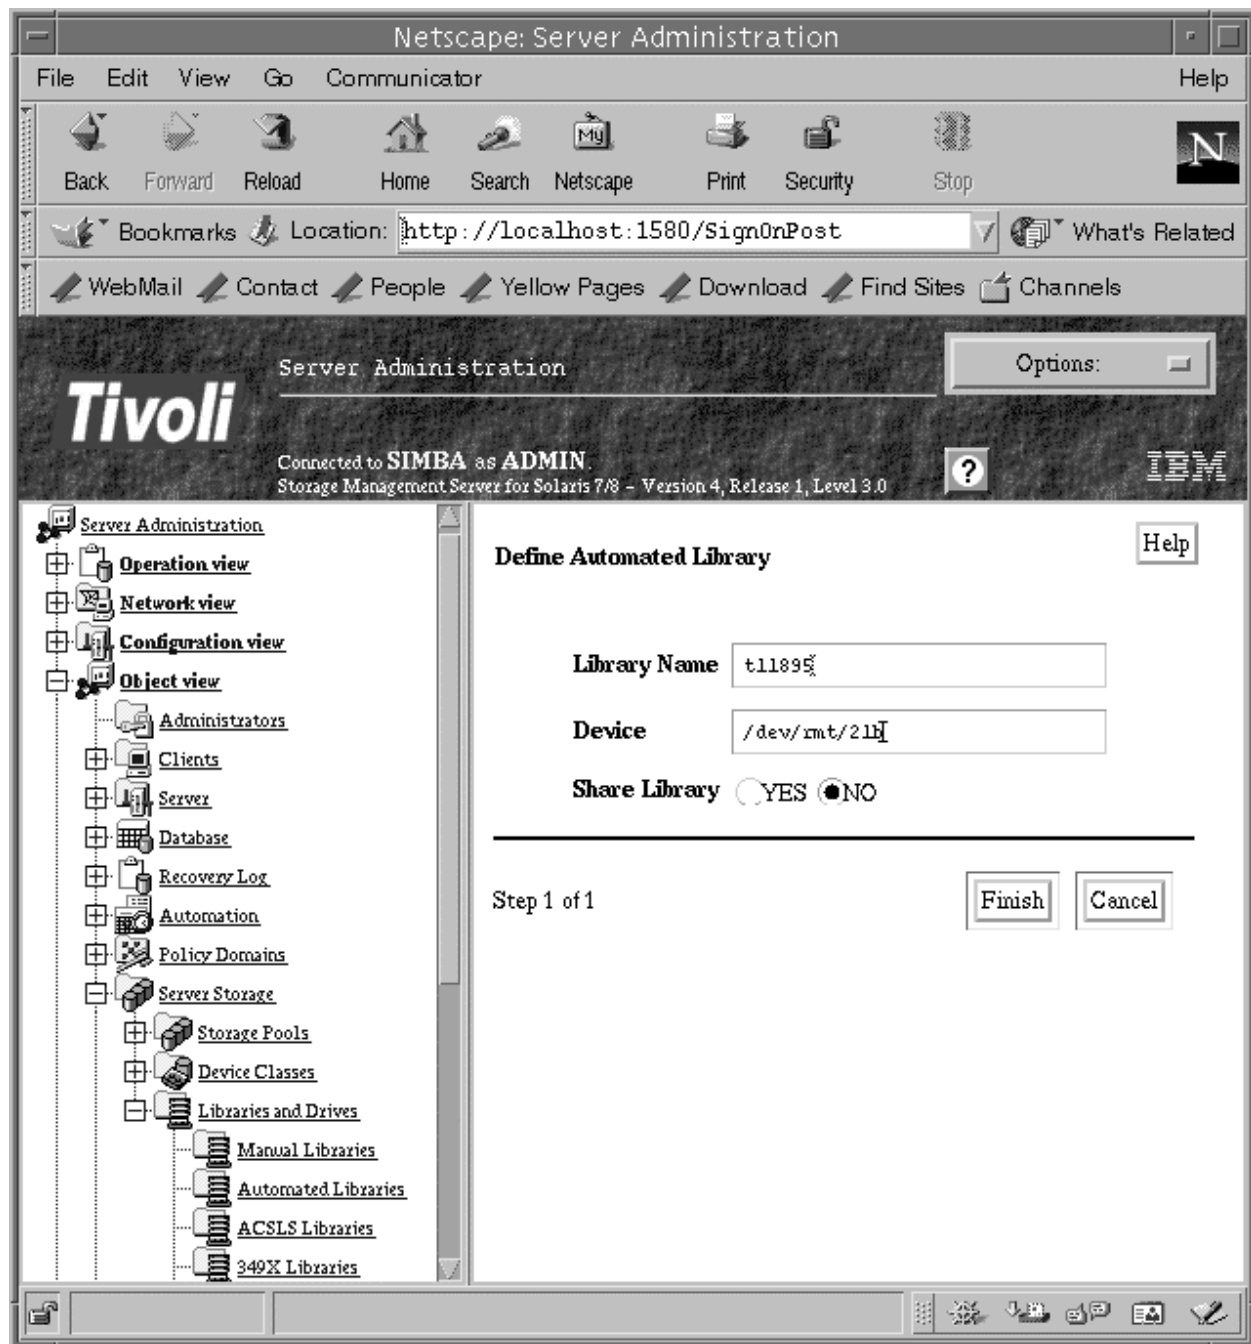 Netscape: Server Administration
File Edit View Go Communicator Help
Back Forward Reload Home Search Netscape Print Security Stop
My
N
Bookmarks Location: http://localhost:1580/SignOnPost What's Related
WebMail Contact People Yellow Pages Download Find Sites Channels
Server Administration
Options:
Tivoli
Connected to SIMBA as ADMIN.
Storage Management Server for Solaris 7/8 - Version 4, Release 1, Level 3.0
?
IBM
Server Administration
Operation view
Network view
Configuration view
Object view
Administrators
Clients
Server
Database
Recovery Log
Automation
Policy Domains
Server Storage
Storage Pools
Device Classes
Libraries and Drives
Manual Libraries
Automated Libraries
ACSLS Libraries
349X Libraries
Define Automated Library
Help
Library Name tl1895
Device /dev/rmt/2lb
Share Library YES NO
Step 1 of 1
Finish Cancel